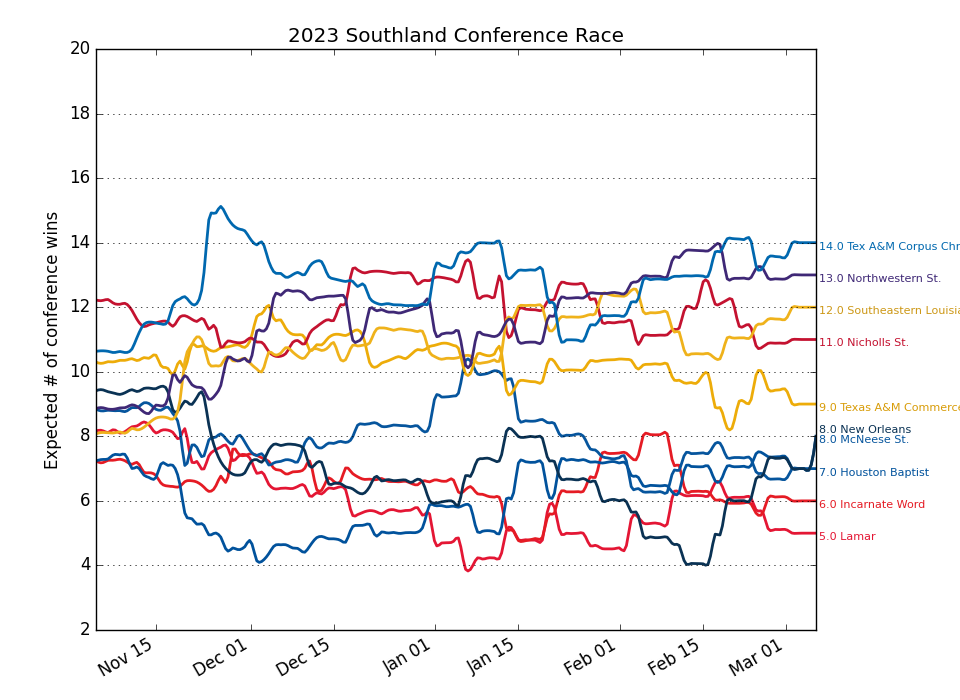 2023 Southland Conference Race
Expected # of conference wins
20
18
16
14
12
10
8
6
4
2
Nov 15
Dec 01
Dec 15
Jan 01
Jan 15
Feb 01
Feb 15
Mar 01
14.0 Tex A&M Corpus Chr
13.0 Northwestern St.
12.0 Southeastern Louisia
11.0 Nicholls St.
9.0 Texas A&M Commerce
8.0 New Orleans
8.0 McNeese St.
7.0 Houston Baptist
6.0 Incarnate Word
5.0 Lamar